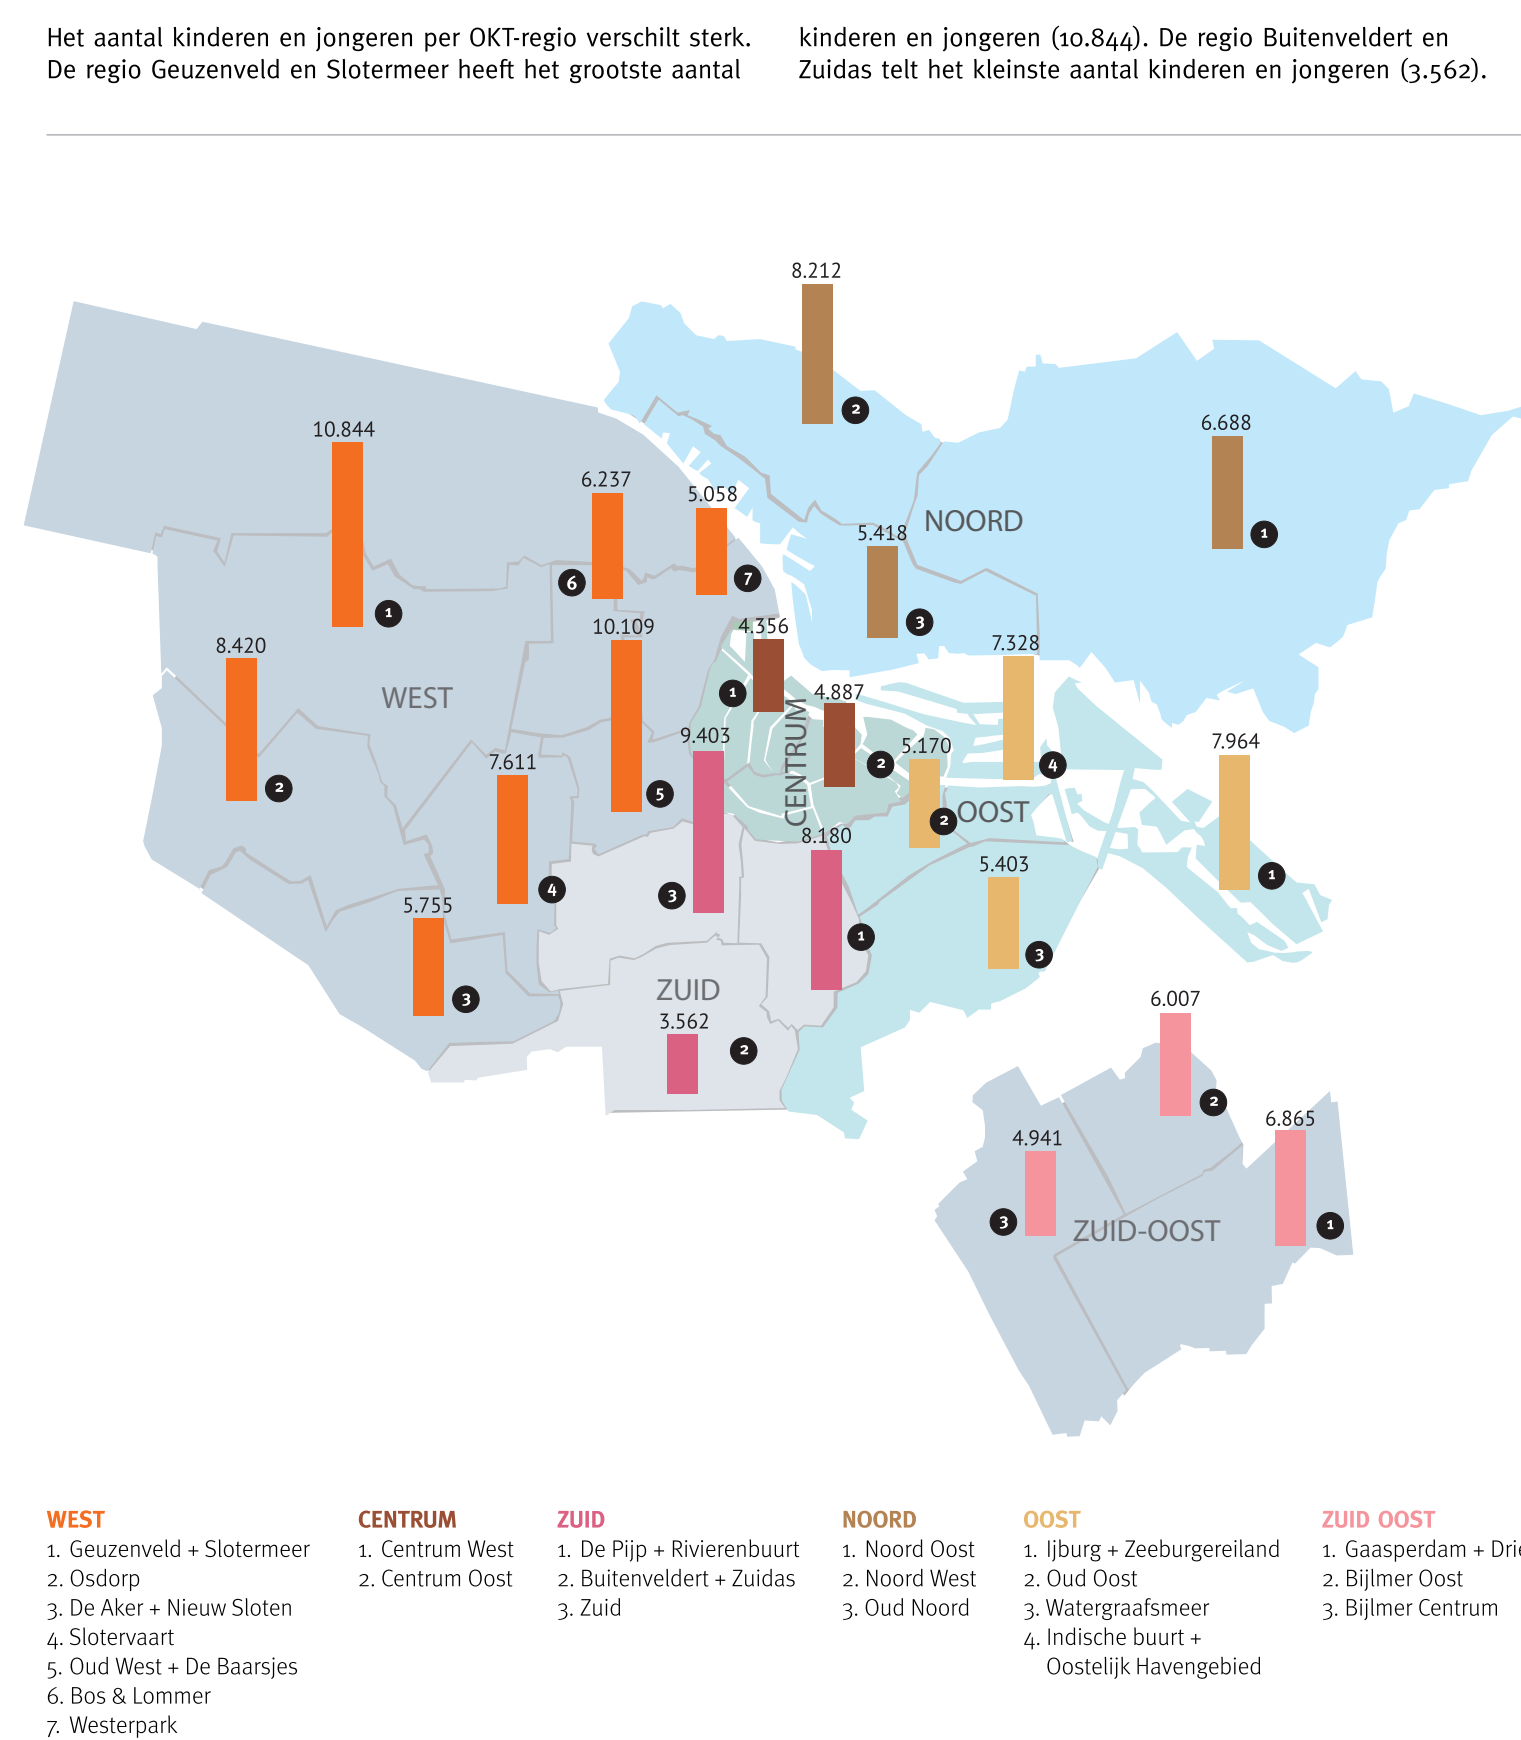 Het aantal kinderen en jongeren per OKT-regio verschilt sterk.
De regio Geuzenveld en Slotermeer heeft het grootste aantal
kinderen en jongeren (10.844). De regio Buitenveldert en
Zuidas telt het kleinste aantal kinderen en jongeren (3.562).
8.212
2
6.688
1
10.844
1
6.237
6
5.058
7
NOORD
5.418
3
8.420
2
WEST
10.109
5
4.356
1
CENTRUM
4.887
2
7.328
4
9.403
3
5.170
2
OOST
7.964
1
7.611
4
8.180
1
5.403
3
5.755
3
ZUID
3.562
2
6.007
2
6.865
1
4.941
3
ZUID-OOST
WEST
1. Geuzenveld + Slotermeer
2. Osdorp
3. De Aker + Nieuw Sloten
4. Slotervaart
5. Oud West + De Baarsjes
6. Bos & Lommer
7. Westerpark
CENTRUM
1. Centrum West
2. Centrum Oost
ZUID
1. De Pijp + Rivierenbuurt
2. Buitenveldert + Zuidas
3. Zuid
NOORD
1. Noord Oost
2. Noord West
3. Oud Noord
OOST
1. Ijburg + Zeeburgereiland
2. Oud Oost
3. Watergraafsmeer
4. Indische buurt +
Oostelijk Havengebied
ZUID OOST
1. Gaasperdam +
2. Bijlmer Oost
3. Bijlmer Centrum